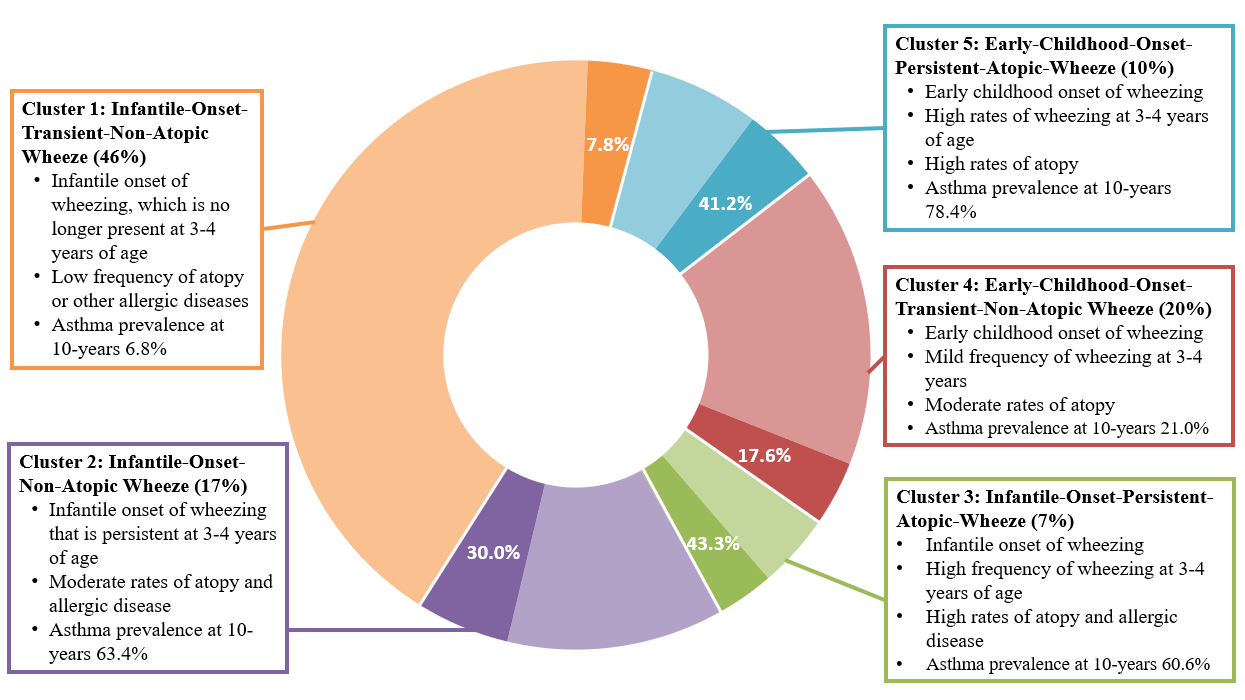 Cluster 1: Infantile-Onset-
Transient-Non-Atopic
Wheeze (46%)
• Infantile onset of
wheezing, which is no
longer present at 3-4
years of age
• Low frequency of atopy
or other allergic diseases
• Asthma prevalence at
10-years 6.8%
Cluster 2: Infantile-Onset-
Non-Atopic Wheeze (17%)
• Infantile onset of wheezing
that is persistent at 3-4 years
of age
• Moderate rates of atopy and
allergic disease
• Asthma prevalence at 10-
years 63.4%
7.8%
41.2%
17.6%
43.3%
30.0%
Cluster 5: Early-Childhood-Onset-
Persistent-Atopic-Wheeze (10%)
• Early childhood onset of wheezing
• High rates of wheezing at 3-4 years
of age
• High rates of atopy
• Asthma prevalence at 10-years
78.4%
Cluster 4: Early-Childhood-Onset-
Transient-Non-Atopic Wheeze (20%)
• Early childhood onset of wheezing
• Mild frequency of wheezing at 3-4
years
• Moderate rates of atopy
• Asthma prevalence at 10-years 21.0%
Cluster 3: Infantile-Onset-Persistent-
Atopic-Wheeze (7%)
• Infantile onset of wheezing
• High frequency of wheezing at 3-4
years of age
• High rates of atopy and allergic
disease
• Asthma prevalence at 10-years 60.6%